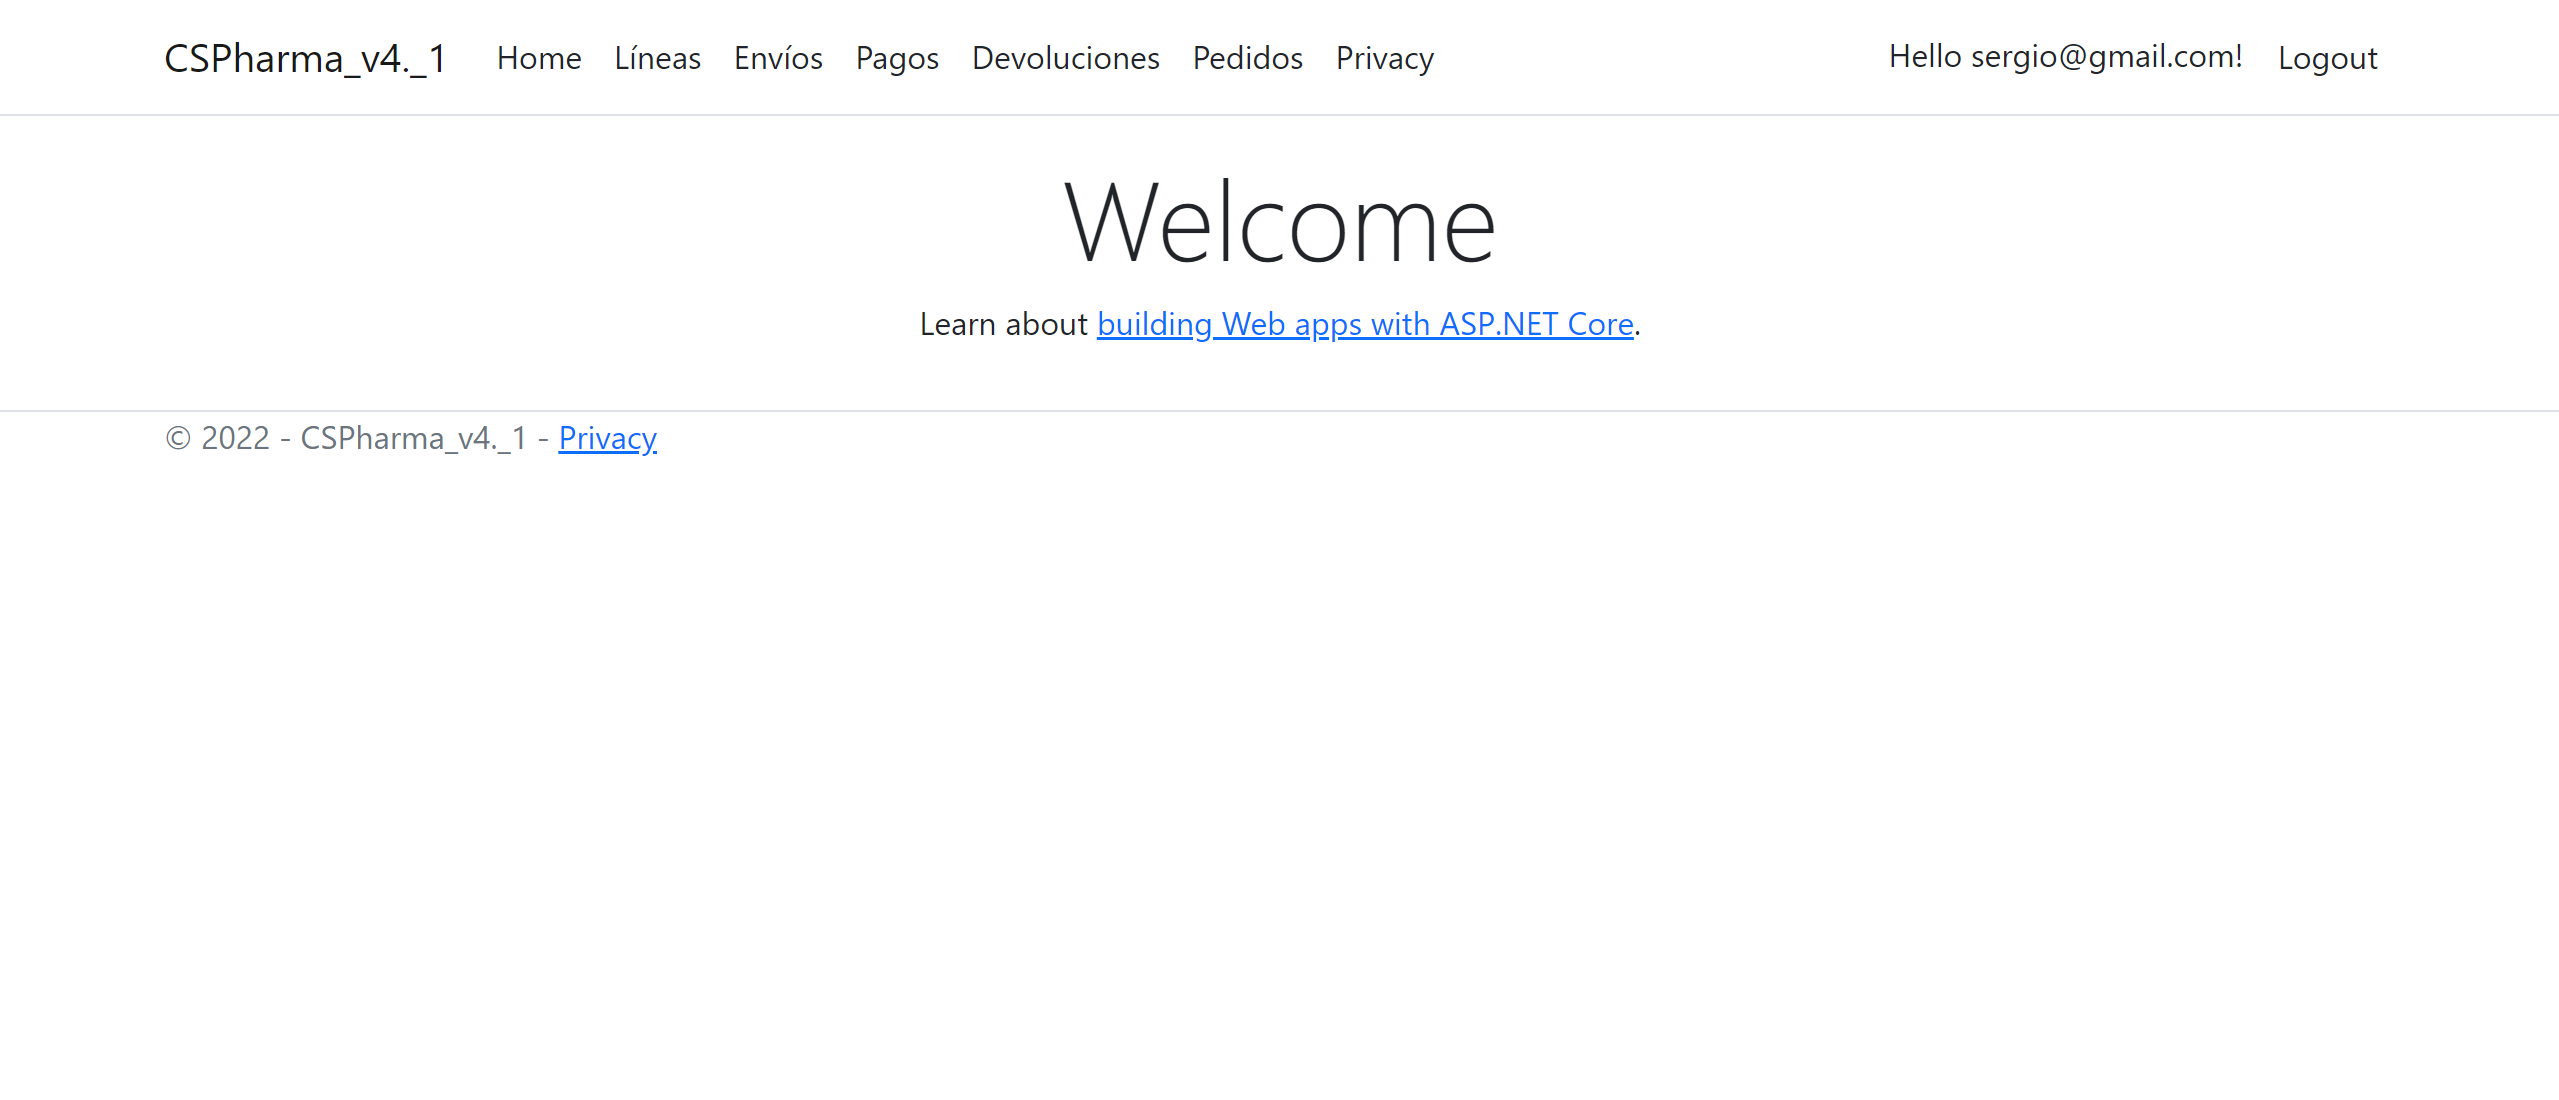 CSPharma_v4._1 Home Líneas Envíos Pagos Devoluciones Pedidos Privacy Hello sergio@gmail.com! Logout
Welcome
Learn about building Web apps with ASP.NET Core.
© 2022 - CSPharma_v4._1 - Privacy